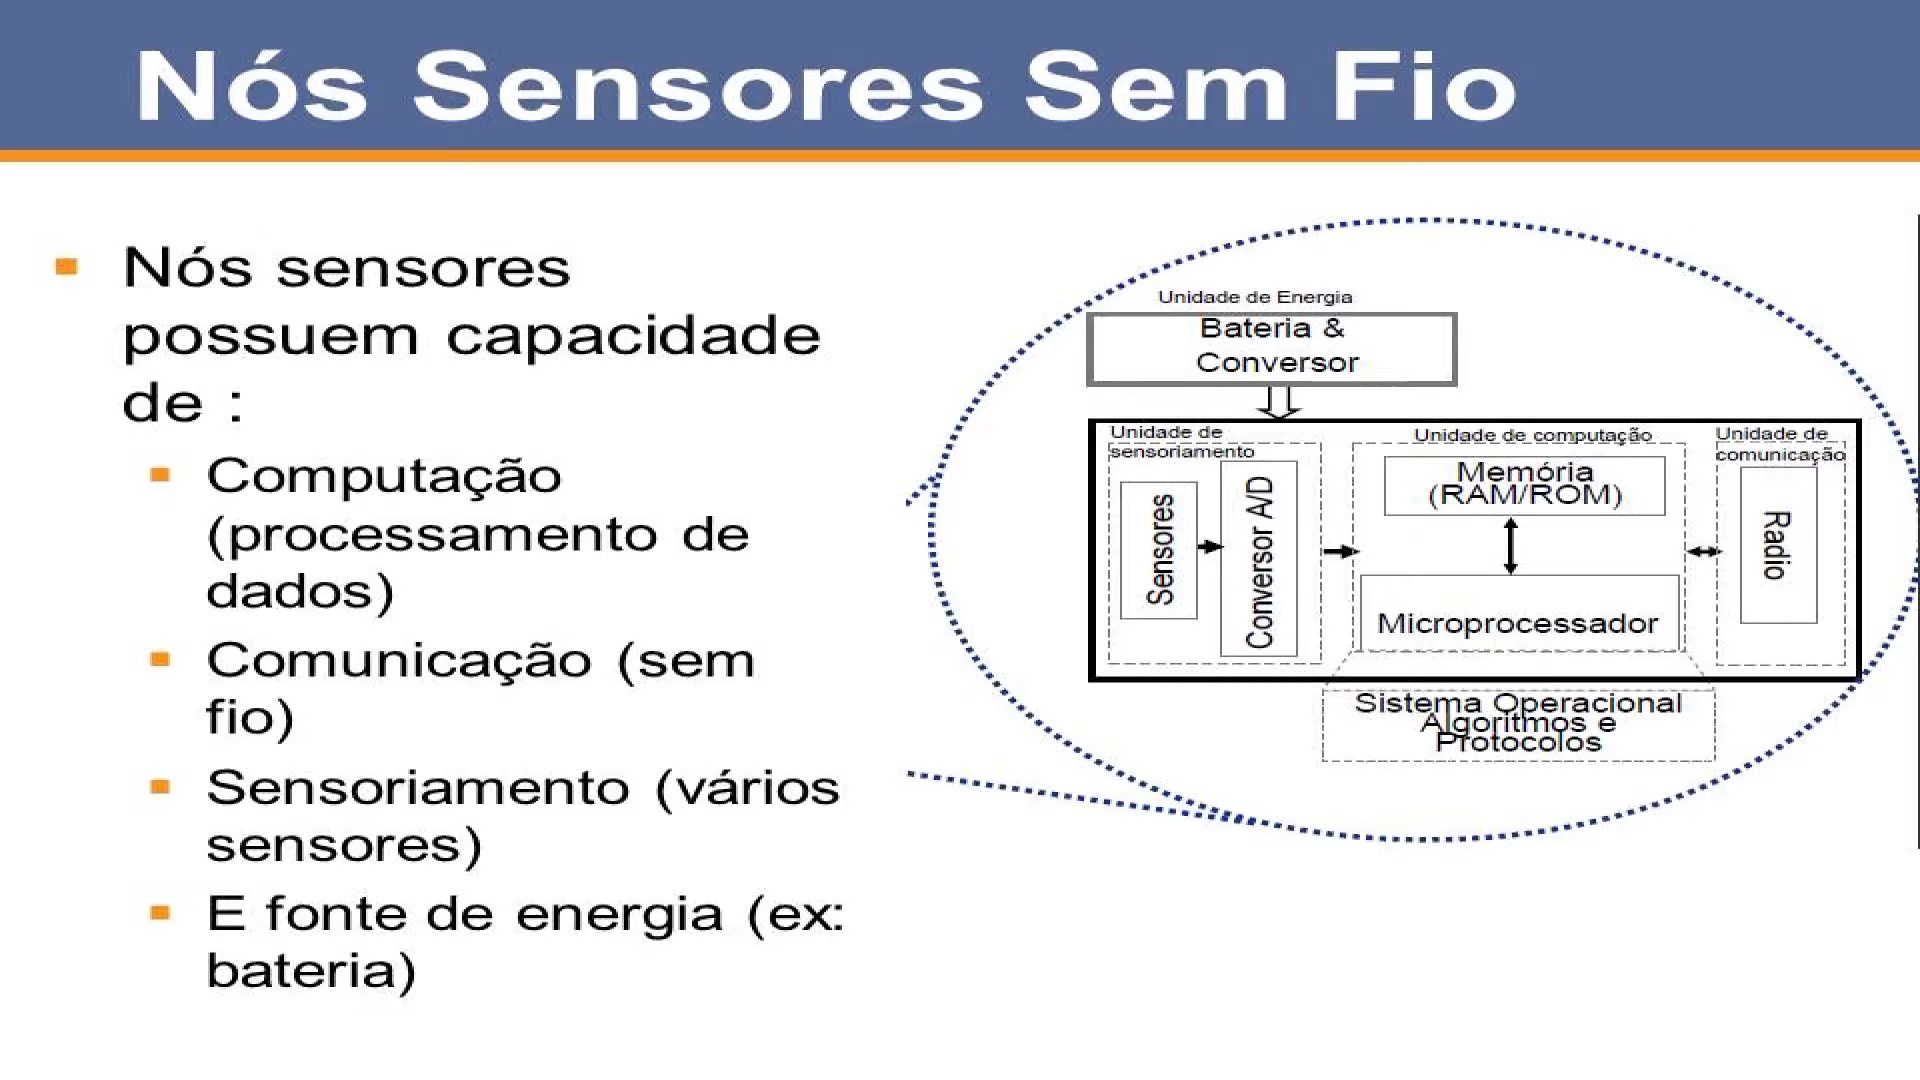 Nós Sensores Sem Fio
Nós sensores
possuem capacidade
de :
Computação
(processamento de
dados)
Comunicação (sem
fio)
Sensoriamento (vários
sensores)
E fonte de energia (ex:
bateria)
Unidade de Energia
Bateria &
Conversor
Unidade de
sensoriamento
Sensores
Conversor A/D
Unidade de computação
Memória
(RAM/ROM)
Microprocessador
Unidade de
comunicação
Radio
Sistema Operacional
Algoritmos e
Protocolos